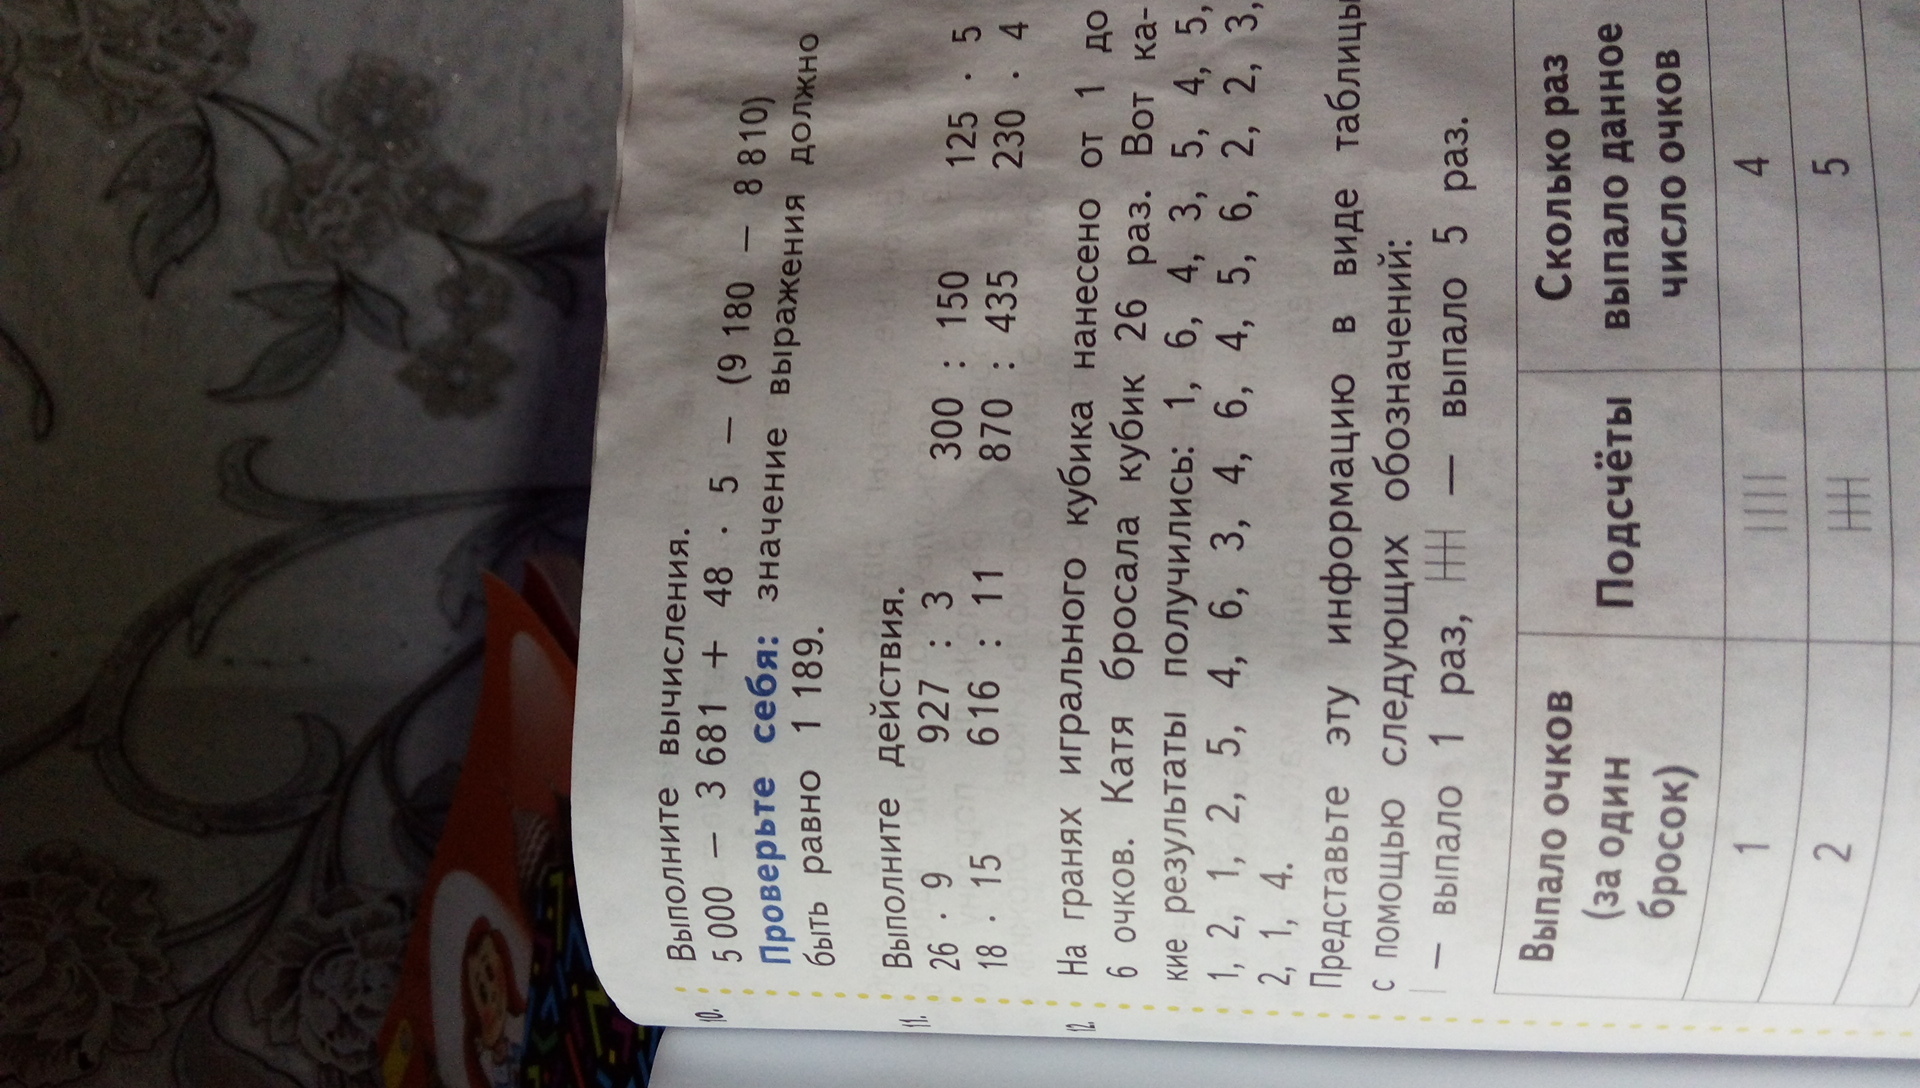 10. Выполните вычисления.
5 000 – 3 681 + 48 · 5 – (9 180 – 8 810)
Проверьте себя: значение выражения должно
быть равно 1 189.
11. Выполните действия.
26 · 9 927 : 3 300 : 150 125 · 5
18 · 15 616 : 11 870 : 435 230 · 4
12. На гранях игрального кубика нанесено от 1 до
6 очков. Катя бросала кубик 26 раз. Вот ка-
кие результаты получились: 1, 6, 4, 3, 5, 4, 5,
1, 2, 1, 2, 5, 4, 6, 3, 4, 6, 4, 5, 6, 2, 2, 3,
2, 1, 4.
Представьте эту информацию в виде таблицы
с помощью следующих обозначений:
| – выпало 1 раз, – выпало 5 раз.
Выпало очков (за один бросок) Подсчёты Сколько раз выпало данное число очков
1 |||| 4
2 5